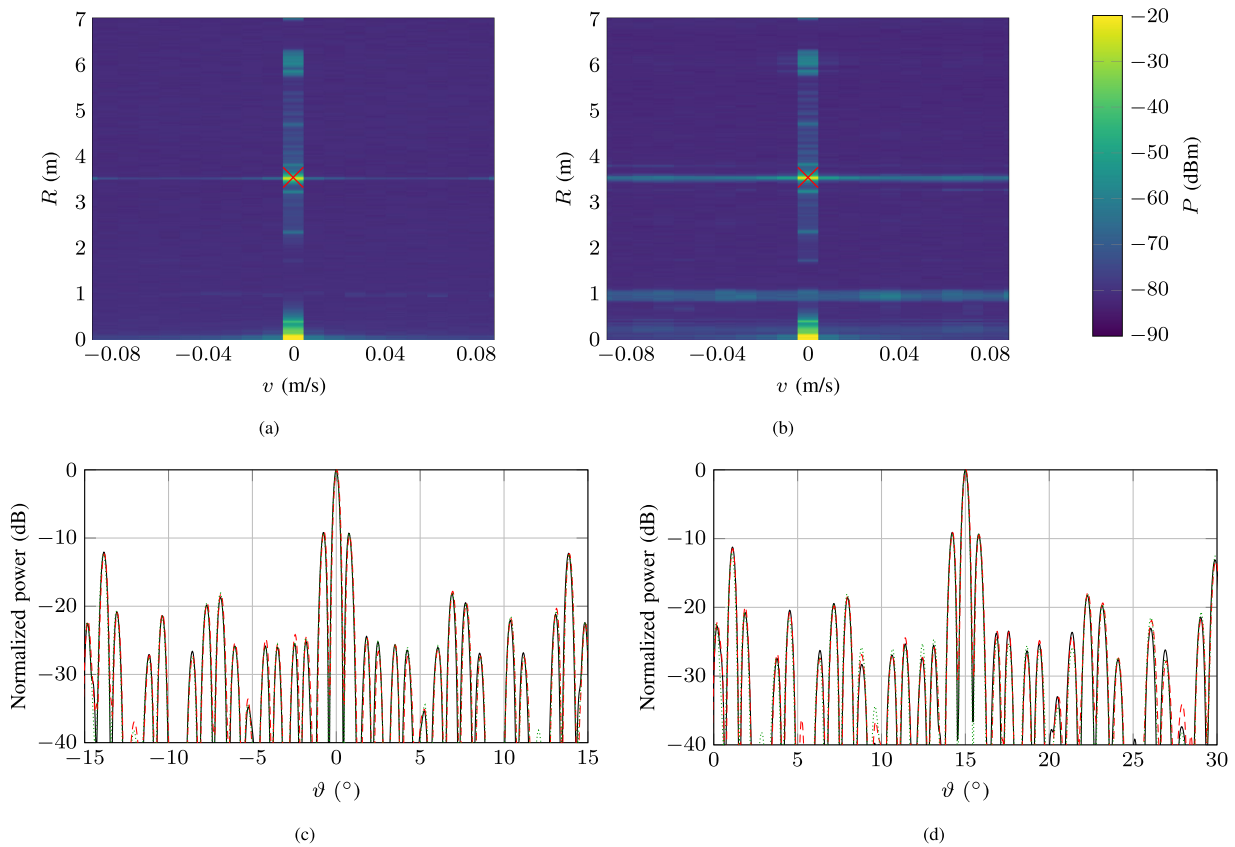 7
6
5
4
3
2
1
0
R (m)
−0.08 −0.04 0 0.04 0.08
v (m/s)
(a)
7
6
5
4
3
2
1
0
R (m)
−0.08 −0.04 0 0.04 0.08
v (m/s)
(b)
−20
−30
−40
−50
−60
−70
−80
−90
P (dBm)
0
−10
−20
−30
−40
Normalized power (dB)
−15 −10 −5 0 5 10 15
ϑ (°)
(c)
0
−10
−20
−30
−40
Normalized power (dB)
0 5 10 15 20 25 30
ϑ (°)
(d)